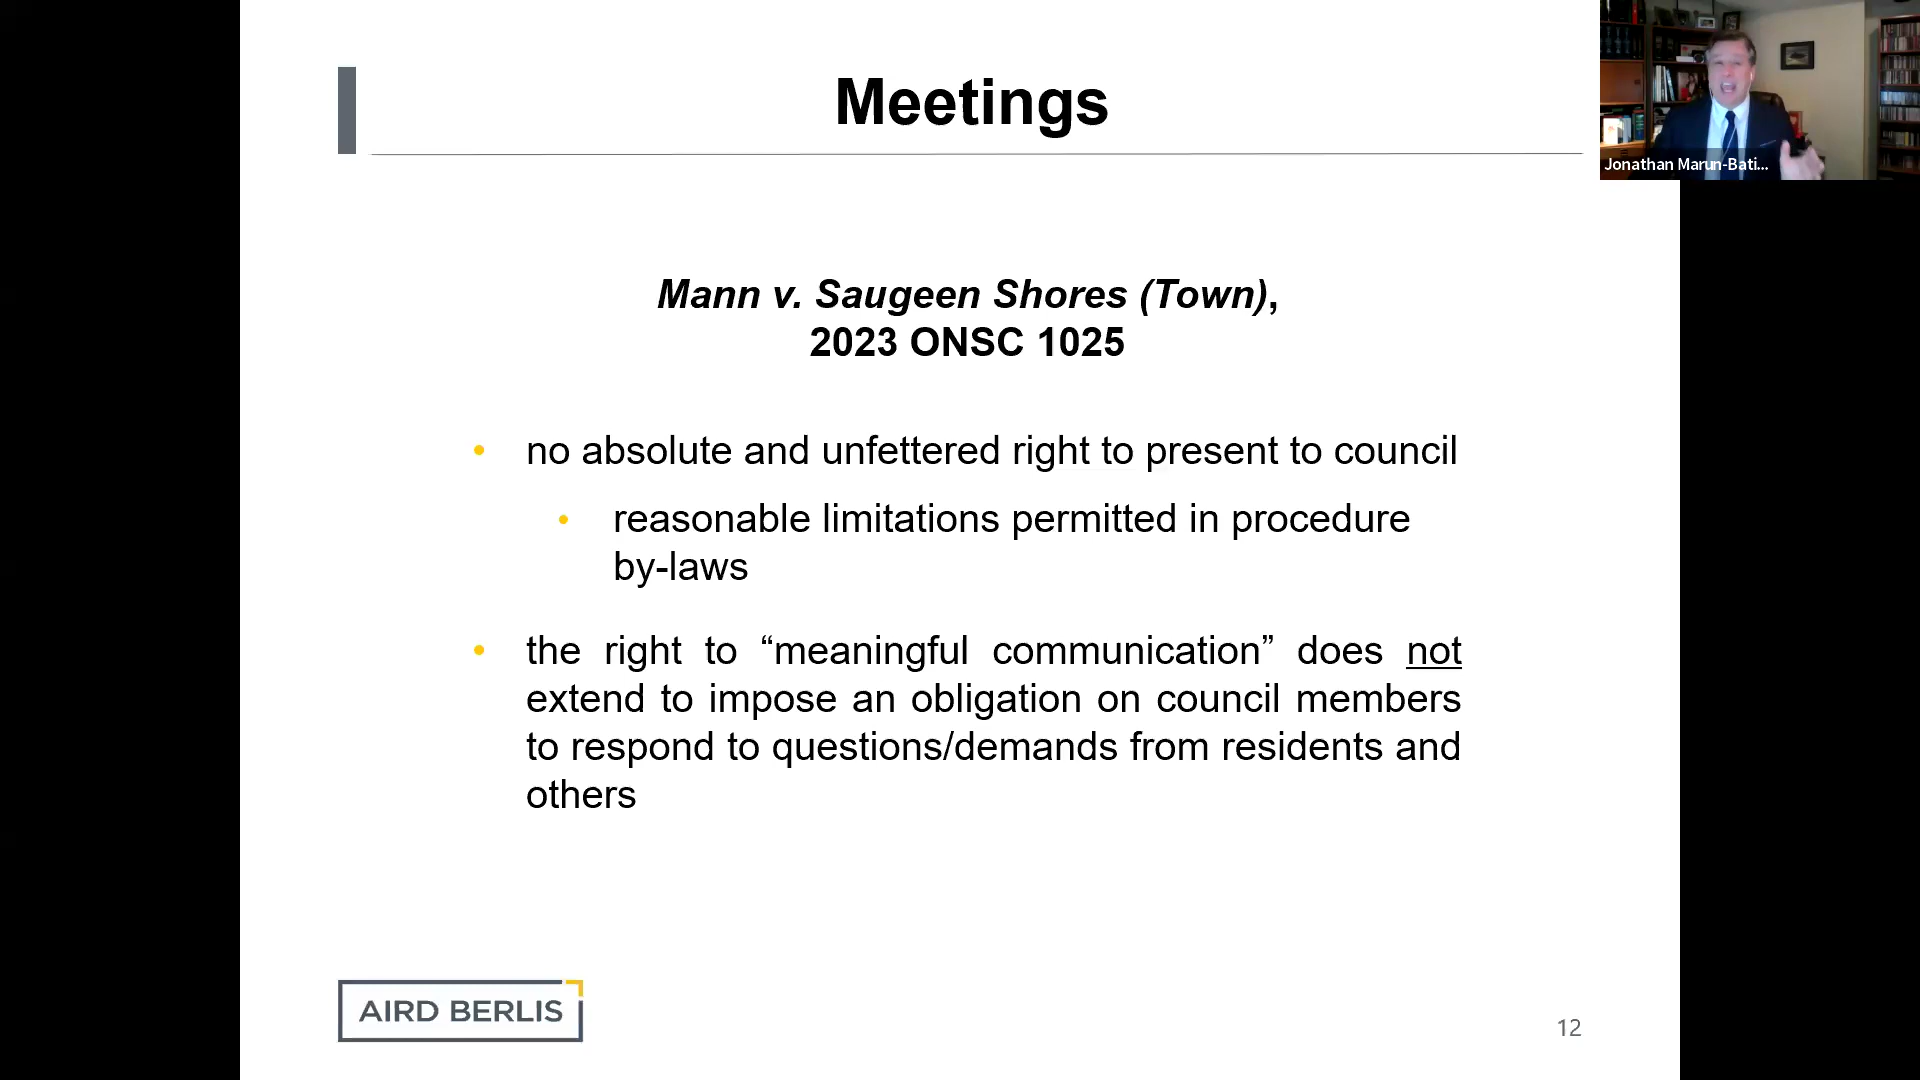 Meetings
Jonathan Marun-Bati...
Mann v. Saugeen Shores (Town),
2023 ONSC 1025
• no absolute and unfettered right to present to council
• reasonable limitations permitted in procedure
by-laws
• the right to “meaningful communication” does not
extend to impose an obligation on council members
to respond to questions/demands from residents and
others
AIRD BERLIS
12